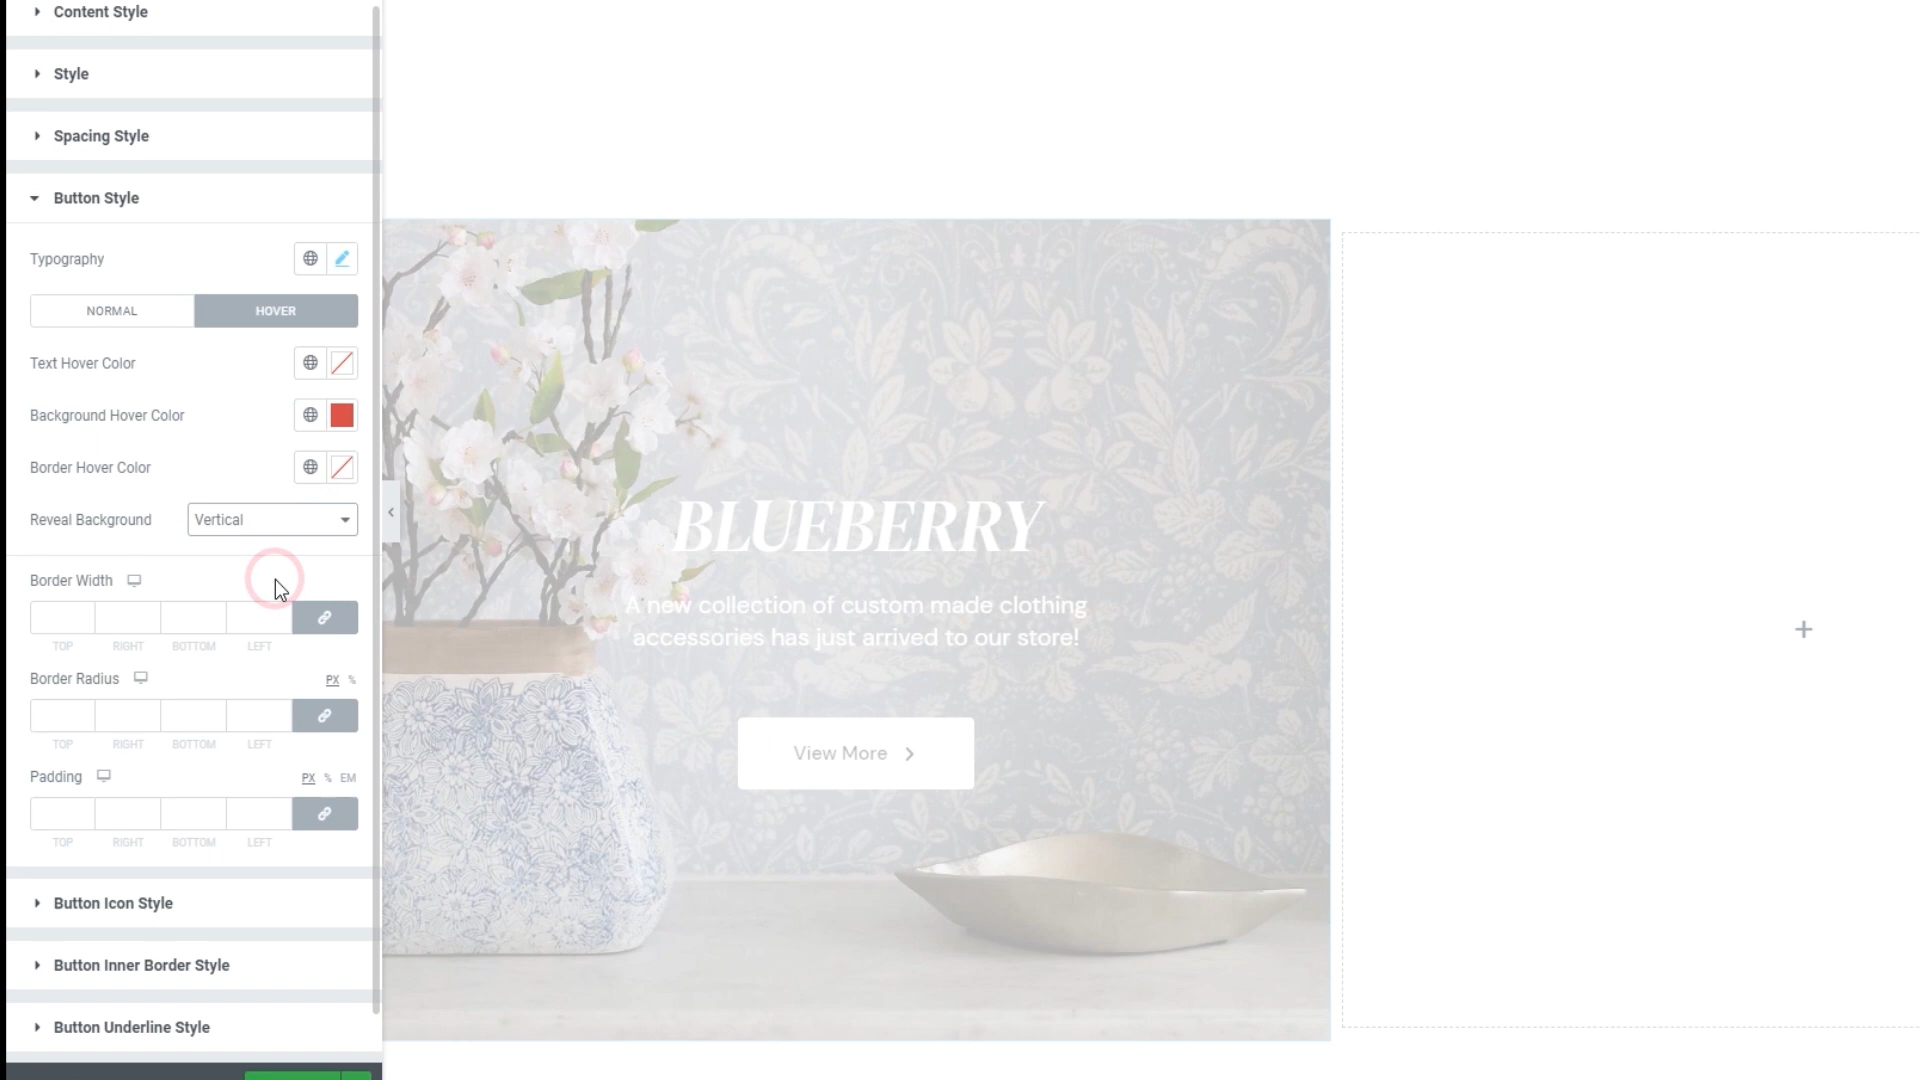 Content Style
Style
Spacing Style
Button Style
Typography
NORMAL HOVER
Text Hover Color
Background Hover Color
Border Hover Color
Reveal Background Vertical
Border Width
TOP RIGHT BOTTOM LEFT
Border Radius PX %
TOP RIGHT BOTTOM LEFT
Padding PX % EM
TOP RIGHT BOTTOM LEFT
Button Icon Style
Button Inner Border Style
Button Underline Style
BLUEBERRY
A new collection of custom made clothing
accessories has just arrived to our store!
View More